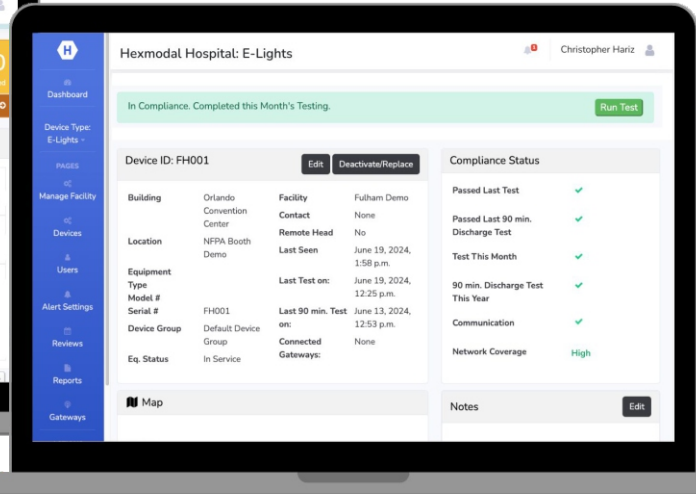 H
Hexmodal Hospital: E-Lights
Christopher Hariz
Dashboard
Device Type:
E-Lights
PAGES
Manage Facility
Devices
Users
Alert Settings
Reviews
Reports
Gateways
In Compliance. Completed this Month's Testing.
Run Test
Device ID: FH001
Edit
Deactivate/Replace
Building
Orlando
Convention
Center
Location
NFPA Booth
Demo
Equipment
Type
Model #
Serial #
FH001
Device Group
Default Device
Group
Eq. Status
In Service
Facility
Fulham Demo
Contact
None
Remote Head
No
Last Seen
June 19, 2024,
1:58 p.m.
Last Test on:
June 19, 2024,
12:25 p.m.
Last 90 min. Test
on:
June 13, 2024,
12:53 p.m.
Connected
Gateways:
None
Compliance Status
Passed Last Test
Passed Last 90 min.
Discharge Test
Test This Month
90 min. Discharge Test
This Year
Communication
Network Coverage
High
Map
Notes
Edit